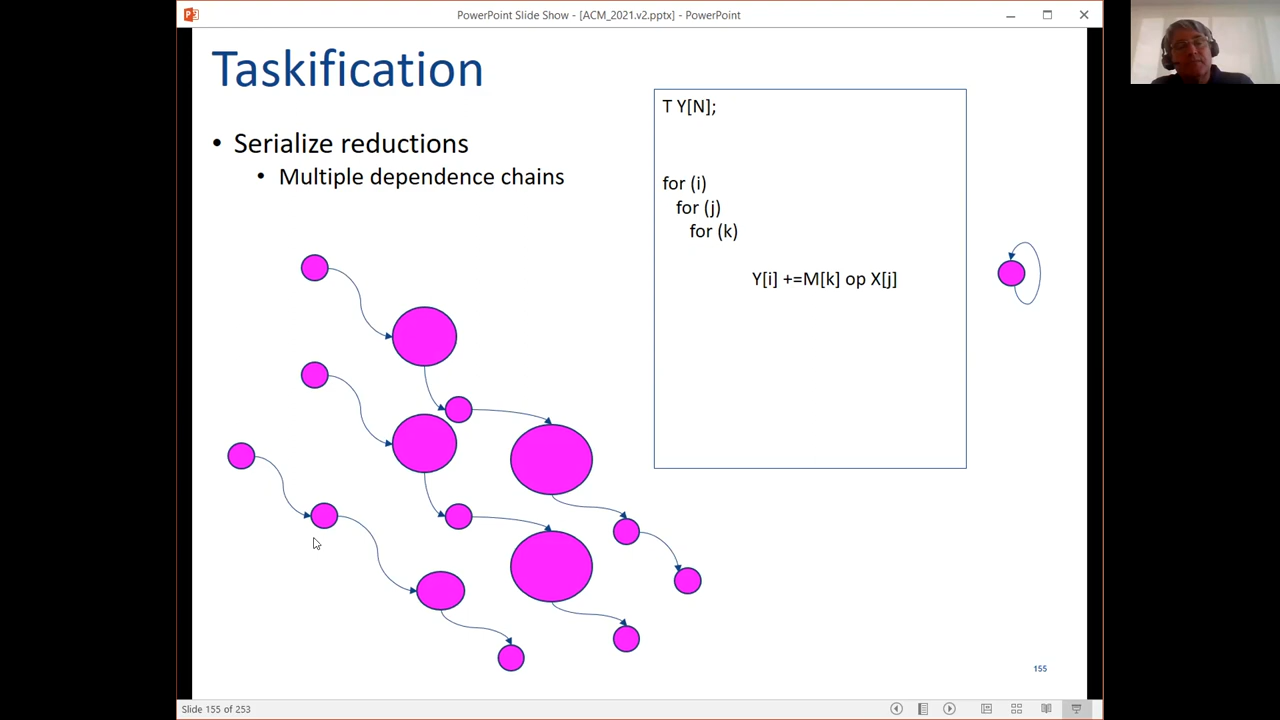 PowerPoint Slide Show - [ACM_2021.v2.pptx] - PowerPoint
Taskification
• Serialize reductions
• Multiple dependence chains
T Y[N];
for (i)
for (j)
for (k)
Y[i] +=M[k] op X[j]
155
Slide 155 of 253